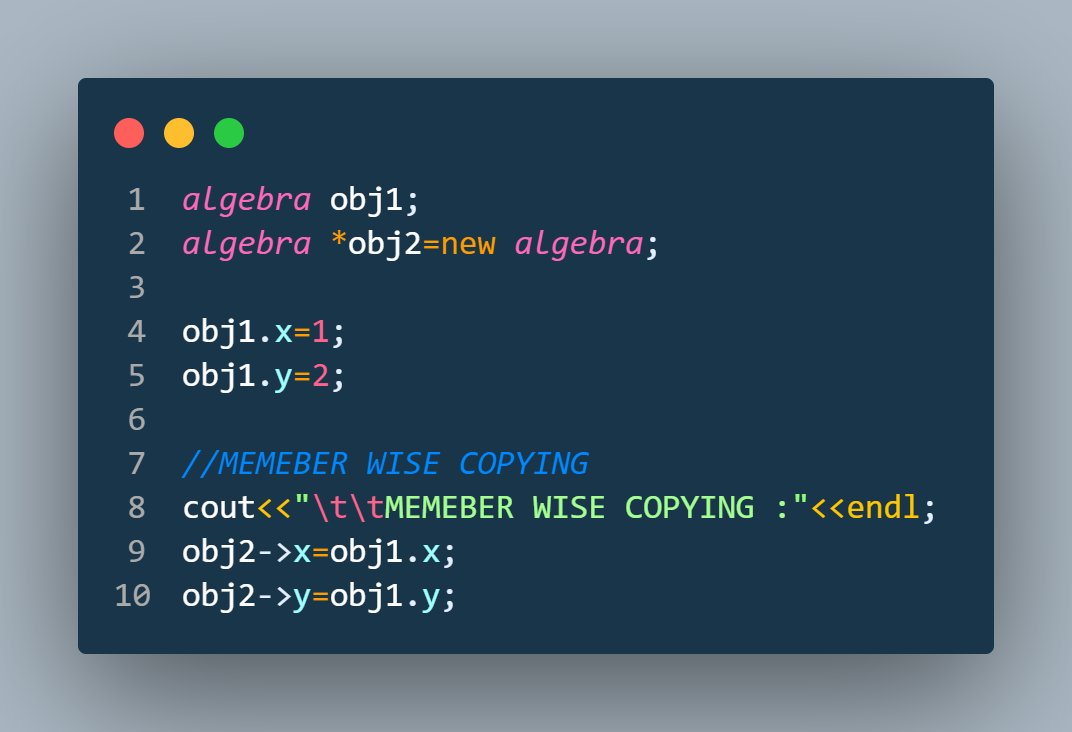 1 algebra obj1;
2 algebra *obj2=new algebra;
3
4 obj1.x=1;
5 obj1.y=2;
6
7 //MEMEBER WISE COPYING
8 cout<<"\t\tMEMEBER WISE COPYING :"<<endl;
9 obj2->x=obj1.x;
10 obj2->y=obj1.y;